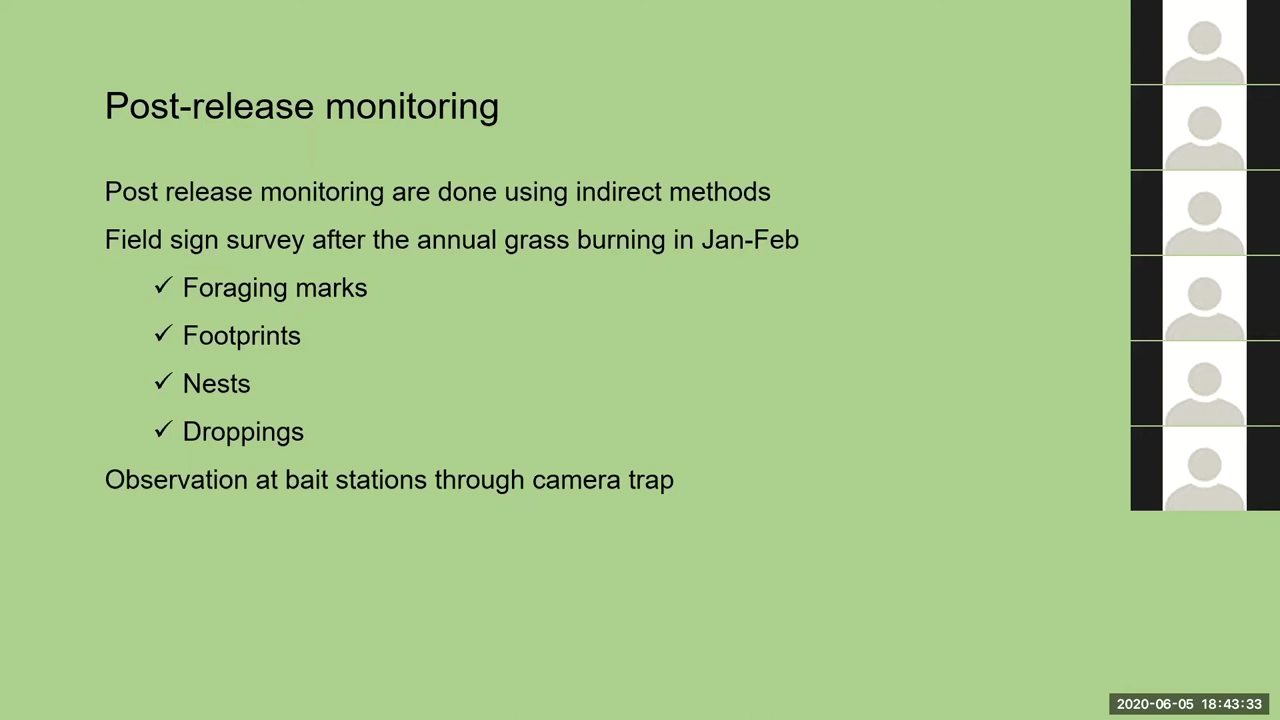 Post-release monitoring
Post release monitoring are done using indirect methods
Field sign survey after the annual grass burning in Jan-Feb
✓ Foraging marks
✓ Footprints
✓ Nests
✓ Droppings
Observation at bait stations through camera trap
2020-06-05 18:43:33